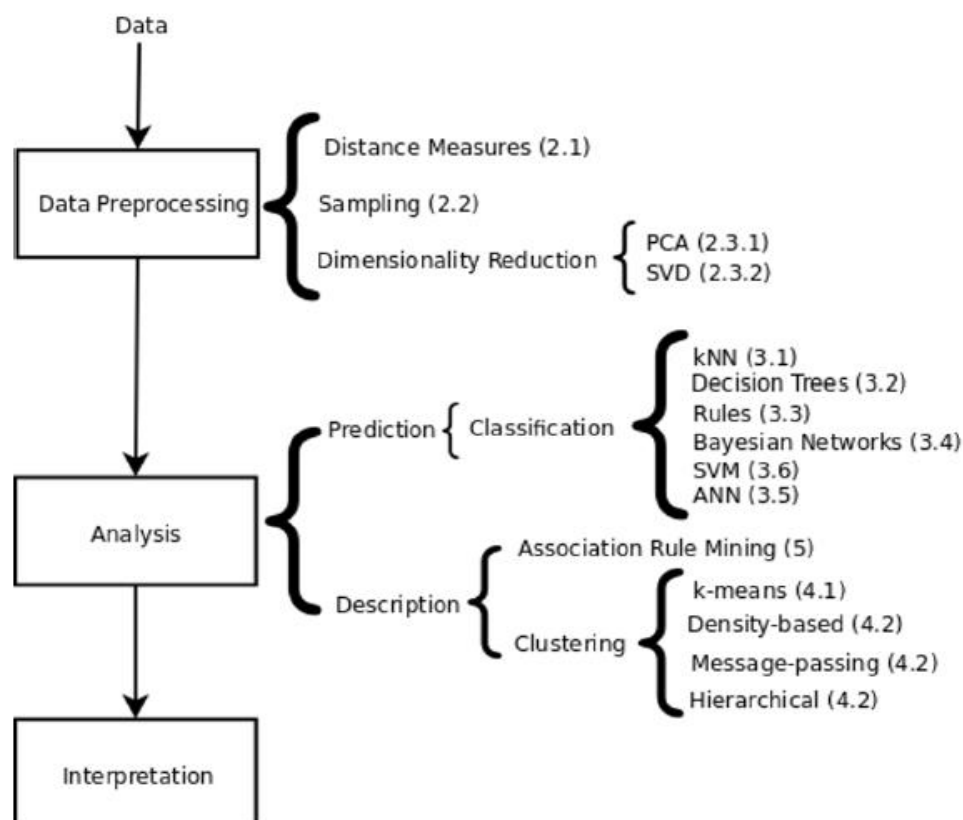 Data
Data Preprocessing
Distance Measures (2.1)
Sampling (2.2)
Dimensionality Reduction
PCA (2.3.1)
SVD (2.3.2)
Analysis
Prediction
Classification
kNN (3.1)
Decision Trees (3.2)
Rules (3.3)
Bayesian Networks (3.4)
SVM (3.6)
ANN (3.5)
Description
Association Rule Mining (5)
Clustering
k-means (4.1)
Density-based (4.2)
Message-passing (4.2)
Hierarchical (4.2)
Interpretation